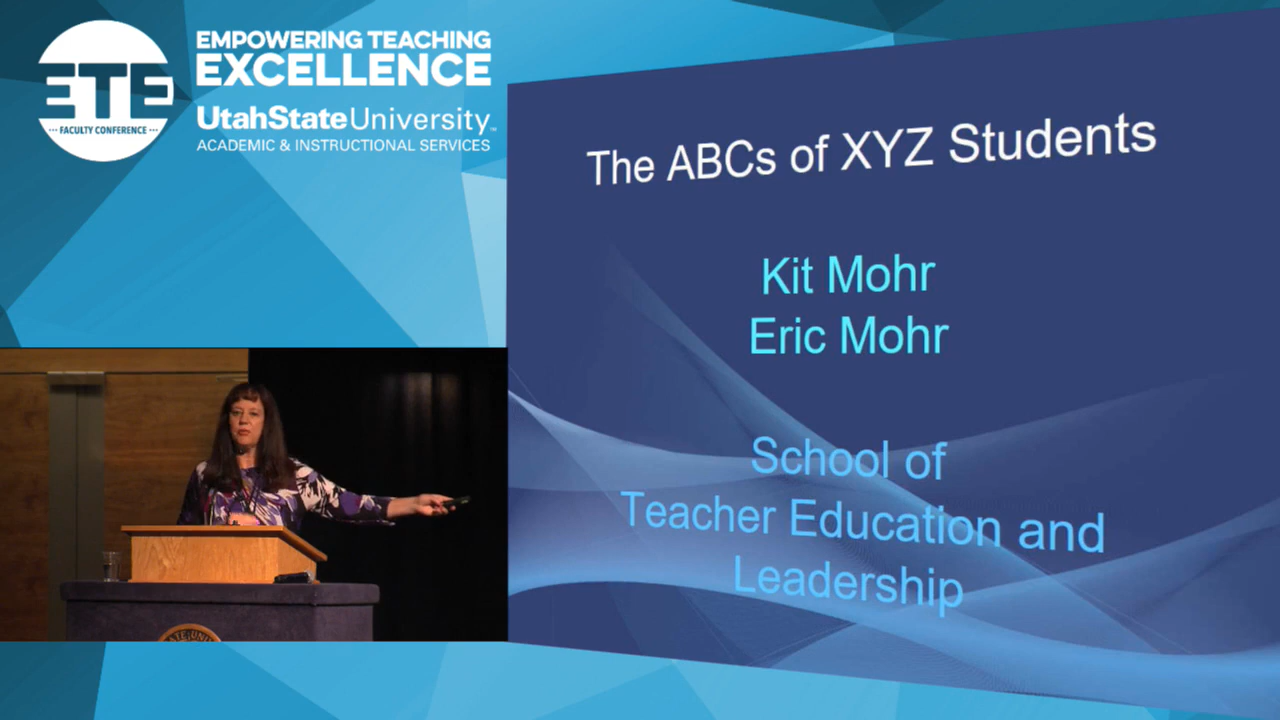 ETE
··· FACULTY CONFERENCE ···
EMPOWERING TEACHING
EXCELLENCE
UtahStateUniversity™
ACADEMIC & INSTRUCTIONAL SERVICES
The ABCs of XYZ Students
Kit Mohr
Eric Mohr
School of
Teacher Education and
Leadership